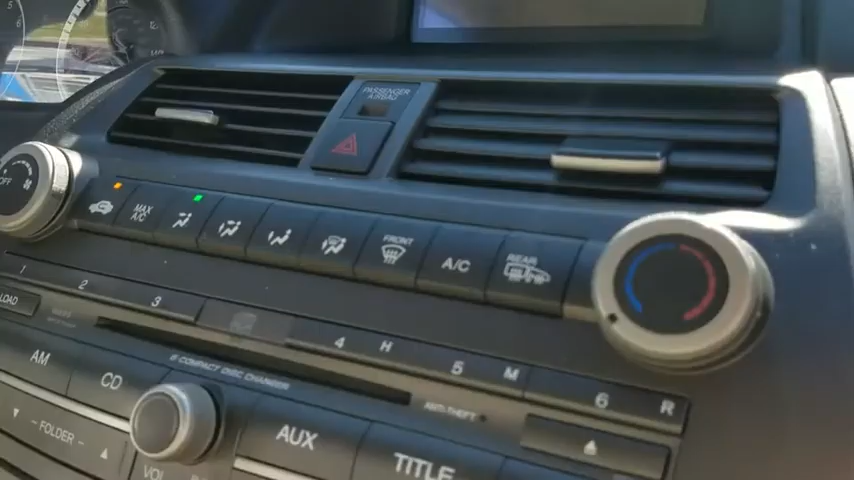 PASSENGER
AIRBAG
OFF
MAX
A/C
FRONT
A/C
REAR
1
2
3
4
H
5
M
6
R
LOAD
6 COMPACT DISC CHANGER
ANTI-THEFT
AM
CD
AUX
TITLE
FOLDER
VOL